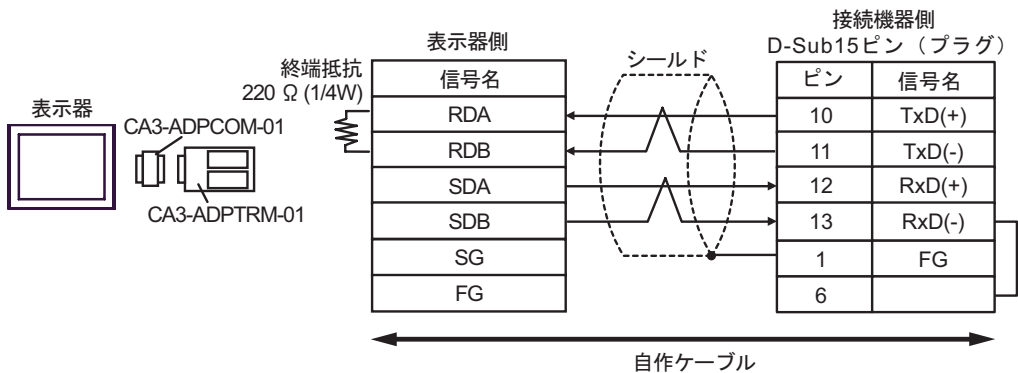 接続機器側
表示器側
D-Sub15ピン（プラグ）
シールド
終端抵抗
220 Ω (1/4W)
信号名
ピン
信号名
表示器
CA3-ADPCOM-01
CA3-ADPTRM-01
RDA
10
TxD(+)
RDB
11
TxD(-)
SDA
12
RxD(+)
SDB
13
RxD(-)
SG
1
FG
FG
6
自作ケーブル